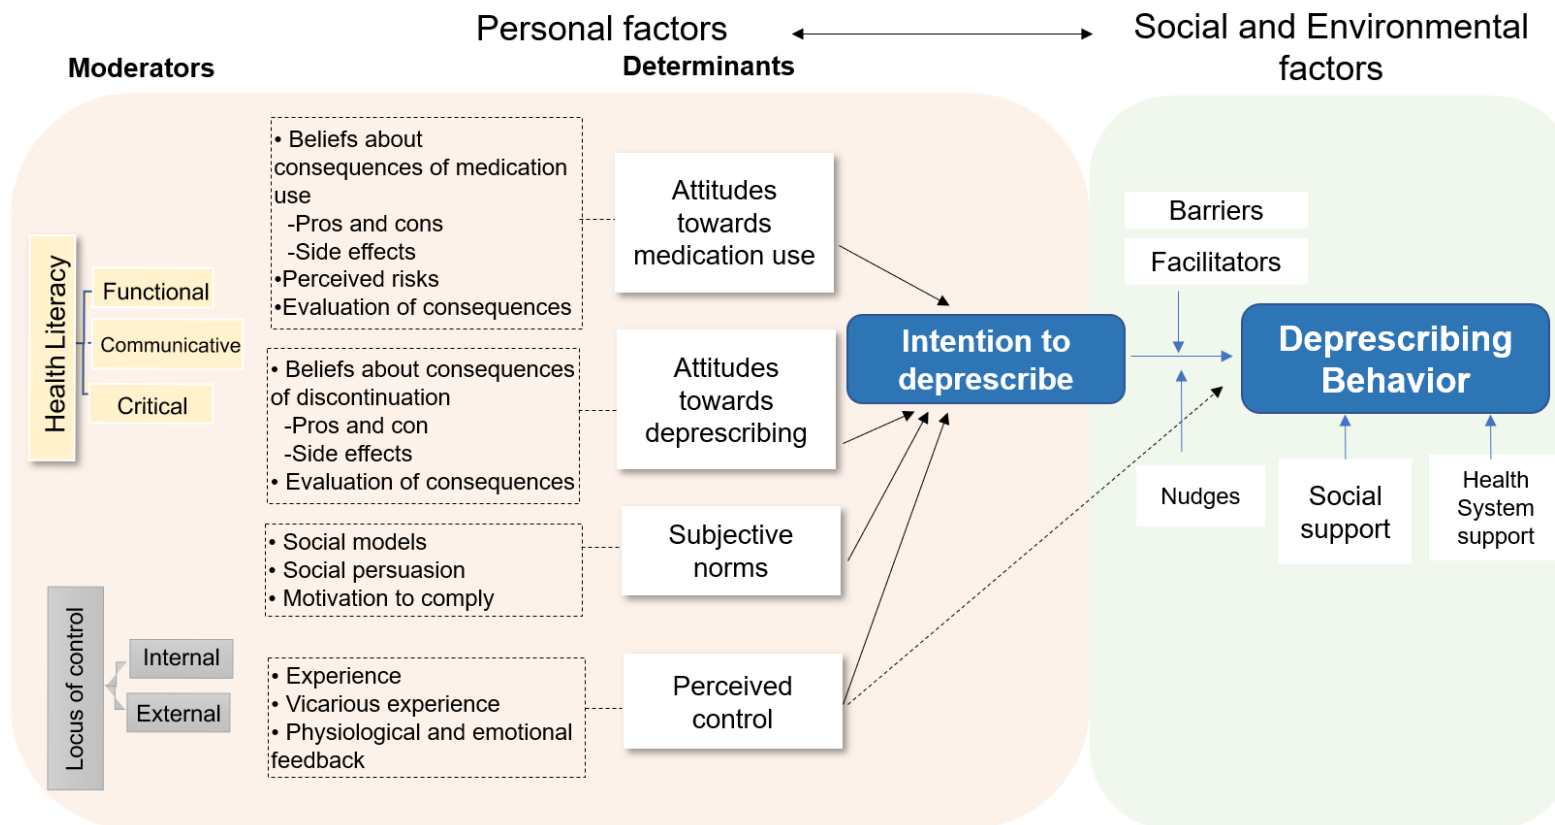 Personal factors
Social and Environmental
factors
Moderators
Determinants
Health Literacy
Functional
Communicative
Critical
Locus of control
Internal
External
• Beliefs about
consequences of medication
use
-Pros and cons
-Side effects
•Perceived risks
•Evaluation of consequences
• Beliefs about consequences
of discontinuation
-Pros and con
-Side effects
• Evaluation of consequences
• Social models
• Social persuasion
• Motivation to comply
• Experience
• Vicarious experience
• Physiological and emotional
feedback
Attitudes
towards
medication use
Attitudes
towards
deprescribing
Subjective
norms
Perceived
control
Intention to
deprescribe
Barriers
Facilitators
Deprescribing
Behavior
Nudges
Social
support
Health
System
support